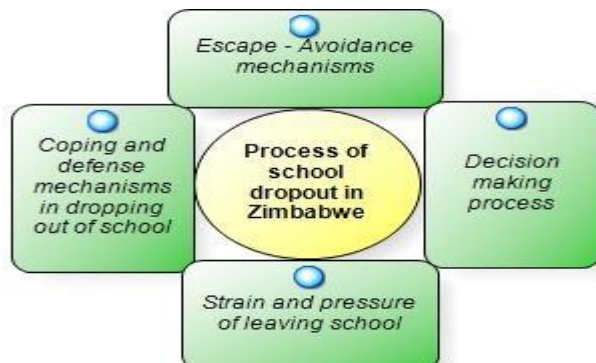 Escape - Avoidance
mechanisms
Coping and
defense
mechanisms
in dropping
out of school
Process of
school
dropout in
Zimbabwe
Decision
making
process
Strain and pressure
of leaving school